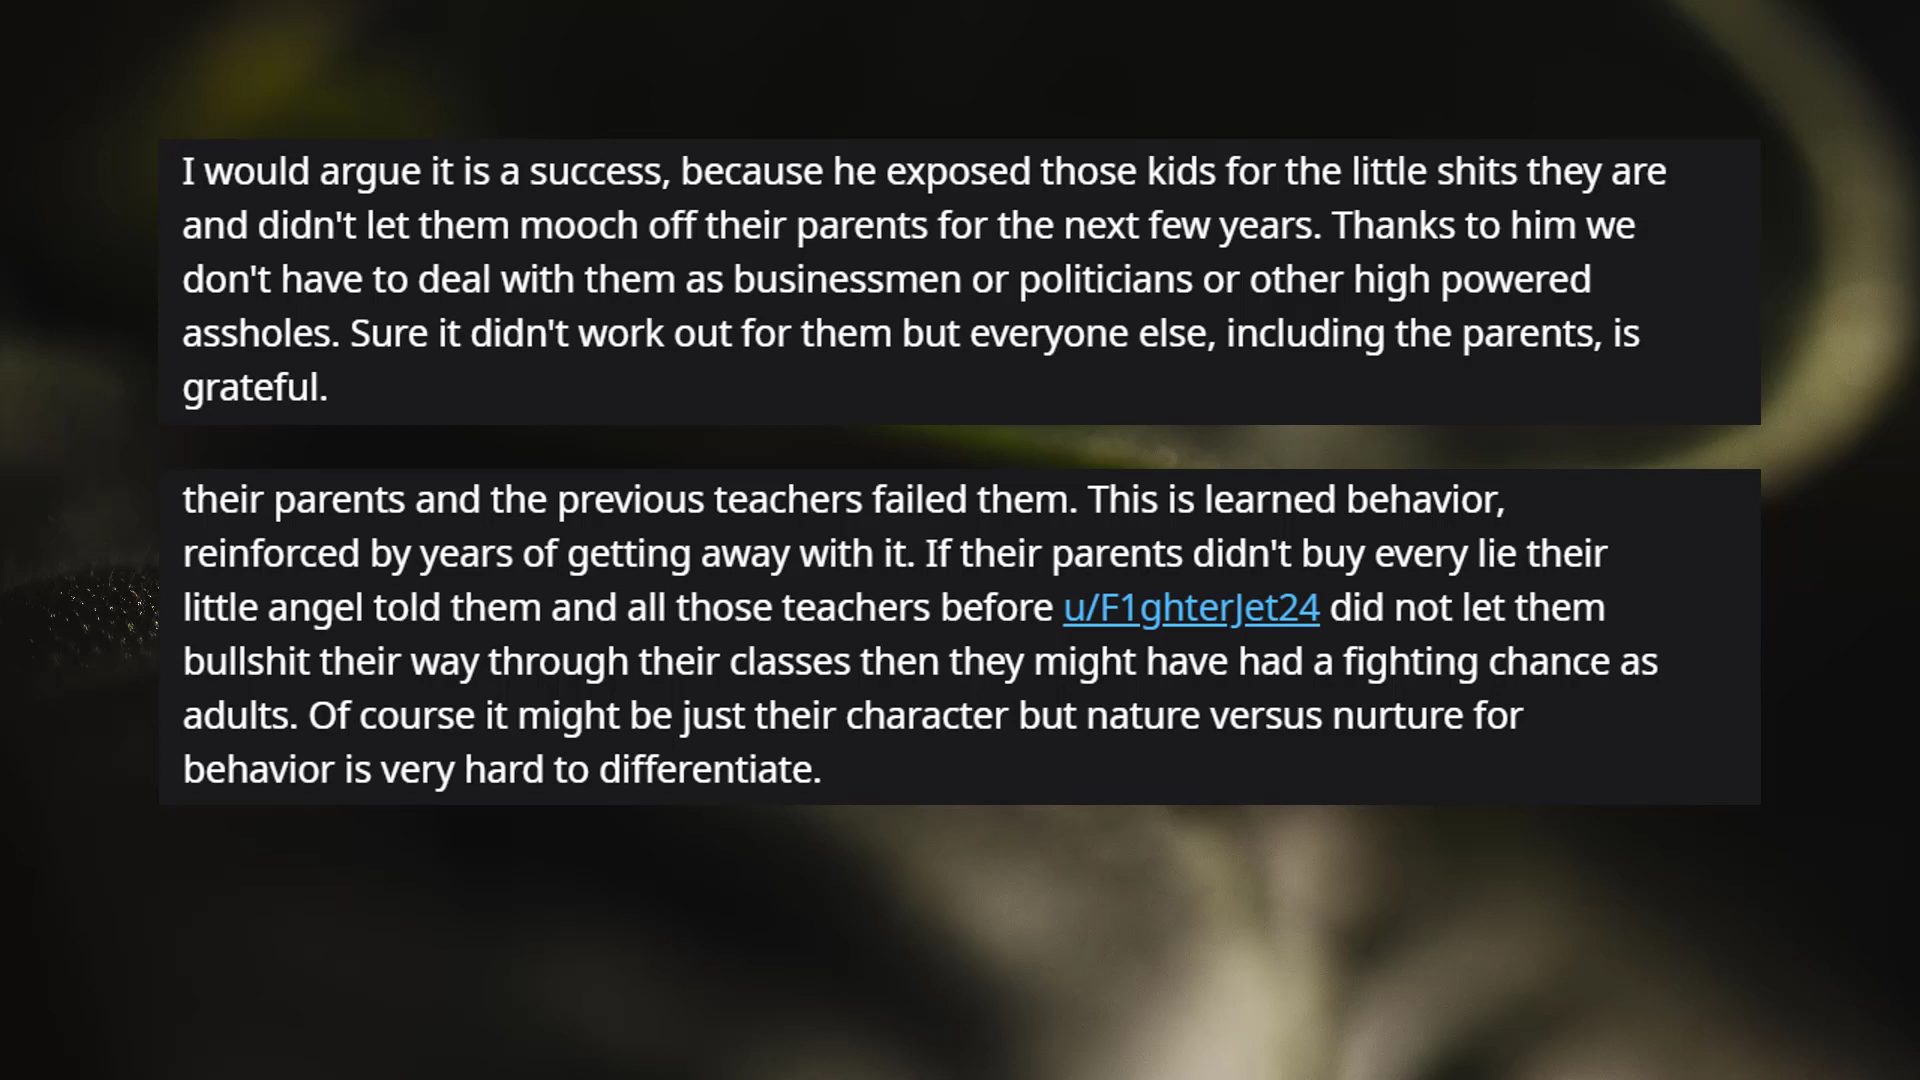 I would argue it is a success, because he exposed those kids for the little shits they are
and didn't let them mooch off their parents for the next few years. Thanks to him we
don't have to deal with them as businessmen or politicians or other high powered
assholes. Sure it didn't work out for them but everyone else, including the parents, is
grateful.
their parents and the previous teachers failed them. This is learned behavior,
reinforced by years of getting away with it. If their parents didn't buy every lie their
little angel told them and all those teachers before u/F1ghterJet24 did not let them
bullshit their way through their classes then they might have had a fighting chance as
adults. Of course it might be just their character but nature versus nurture for
behavior is very hard to differentiate.